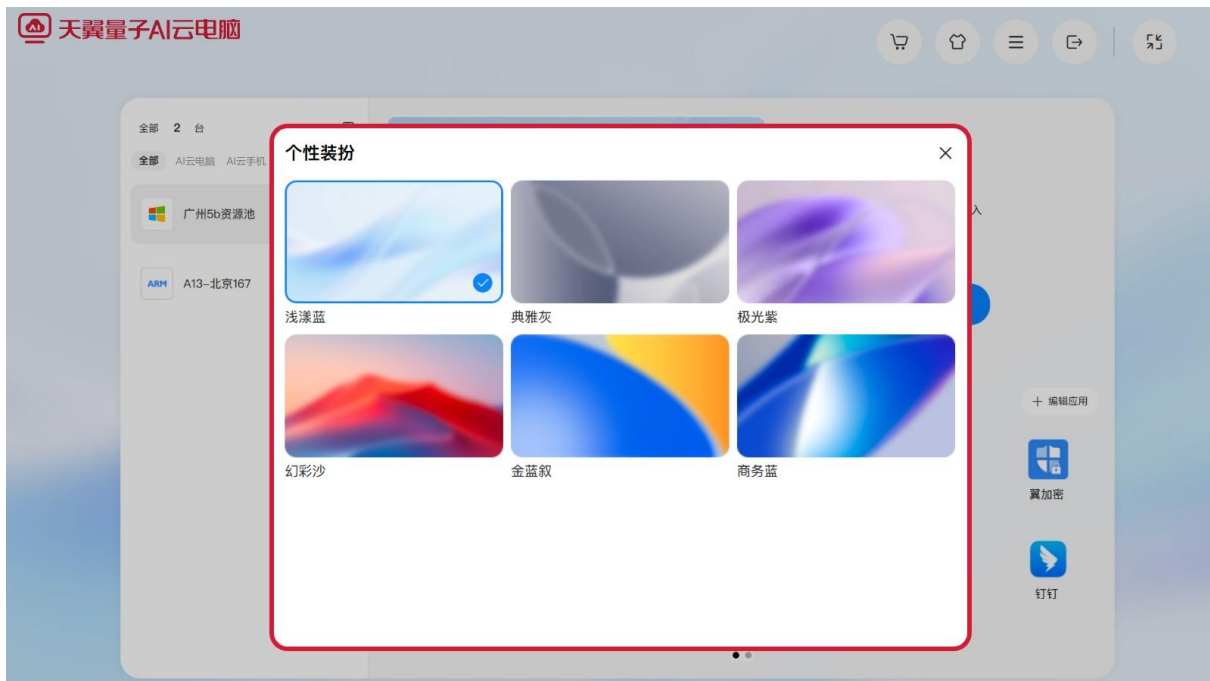 天翼量子AI云电脑
全部 2 台
全部 AI云电脑 AI云手机
广州5b资源池
ARM A13-北京167
个性装扮
浅漾蓝 典雅灰 极光紫
幻彩沙 金蓝叙 商务蓝
入
+ 编辑应用
翼加密
钉钉